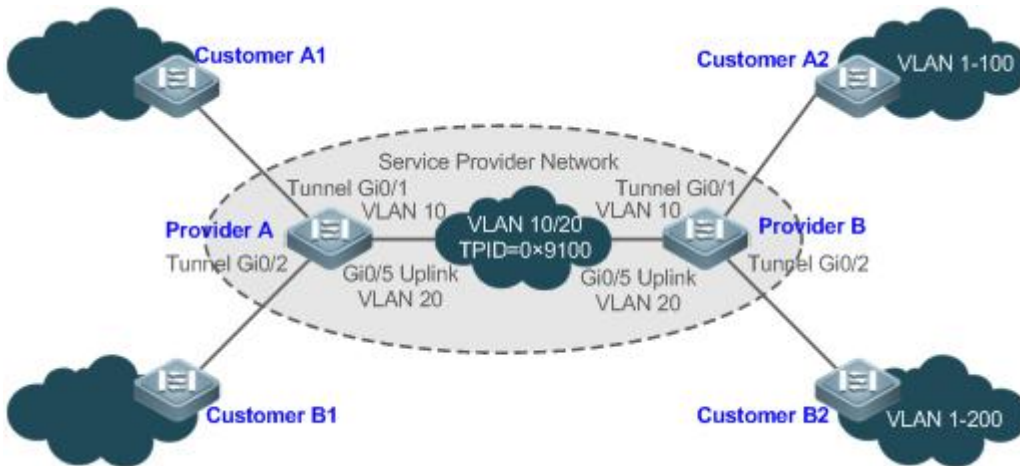 Customer A1
Customer A2
VLAN 1-100
Service Provider Network
Tunnel Gi0/1
VLAN 10
Tunnel Gi0/1
VLAN 10
Provider A
VLAN 10/20
TPID=0×9100
Provider B
Tunnel Gi0/2
Gi0/5 Uplink
VLAN 20
Gi0/5 Uplink
VLAN 20
Tunnel Gi0/2
Customer B1
Customer B2
VLAN 1-200